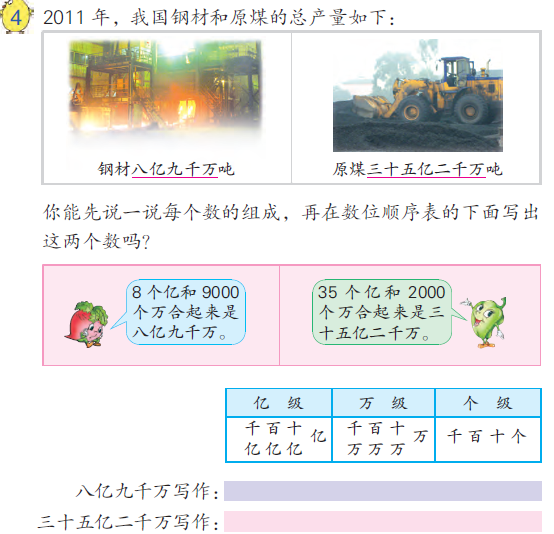 4 2011 年，我国钢材和原煤的总产量如下：
钢材八亿九千万吨
原煤三十五亿二千万吨
你能先说一说每个数的组成，再在数位顺序表的下面写出
这两个数吗？
8 个亿和 9000
个万合起来是
八亿九千万。
35 个亿和 2000
个万合起来是三
十五亿二千万。
亿 级 万 级 个 级
千 百 十 亿 千 百 十 万 千 百 十 个
亿 亿 亿 万 万 万
八亿九千万写作：
三十五亿二千万写作：